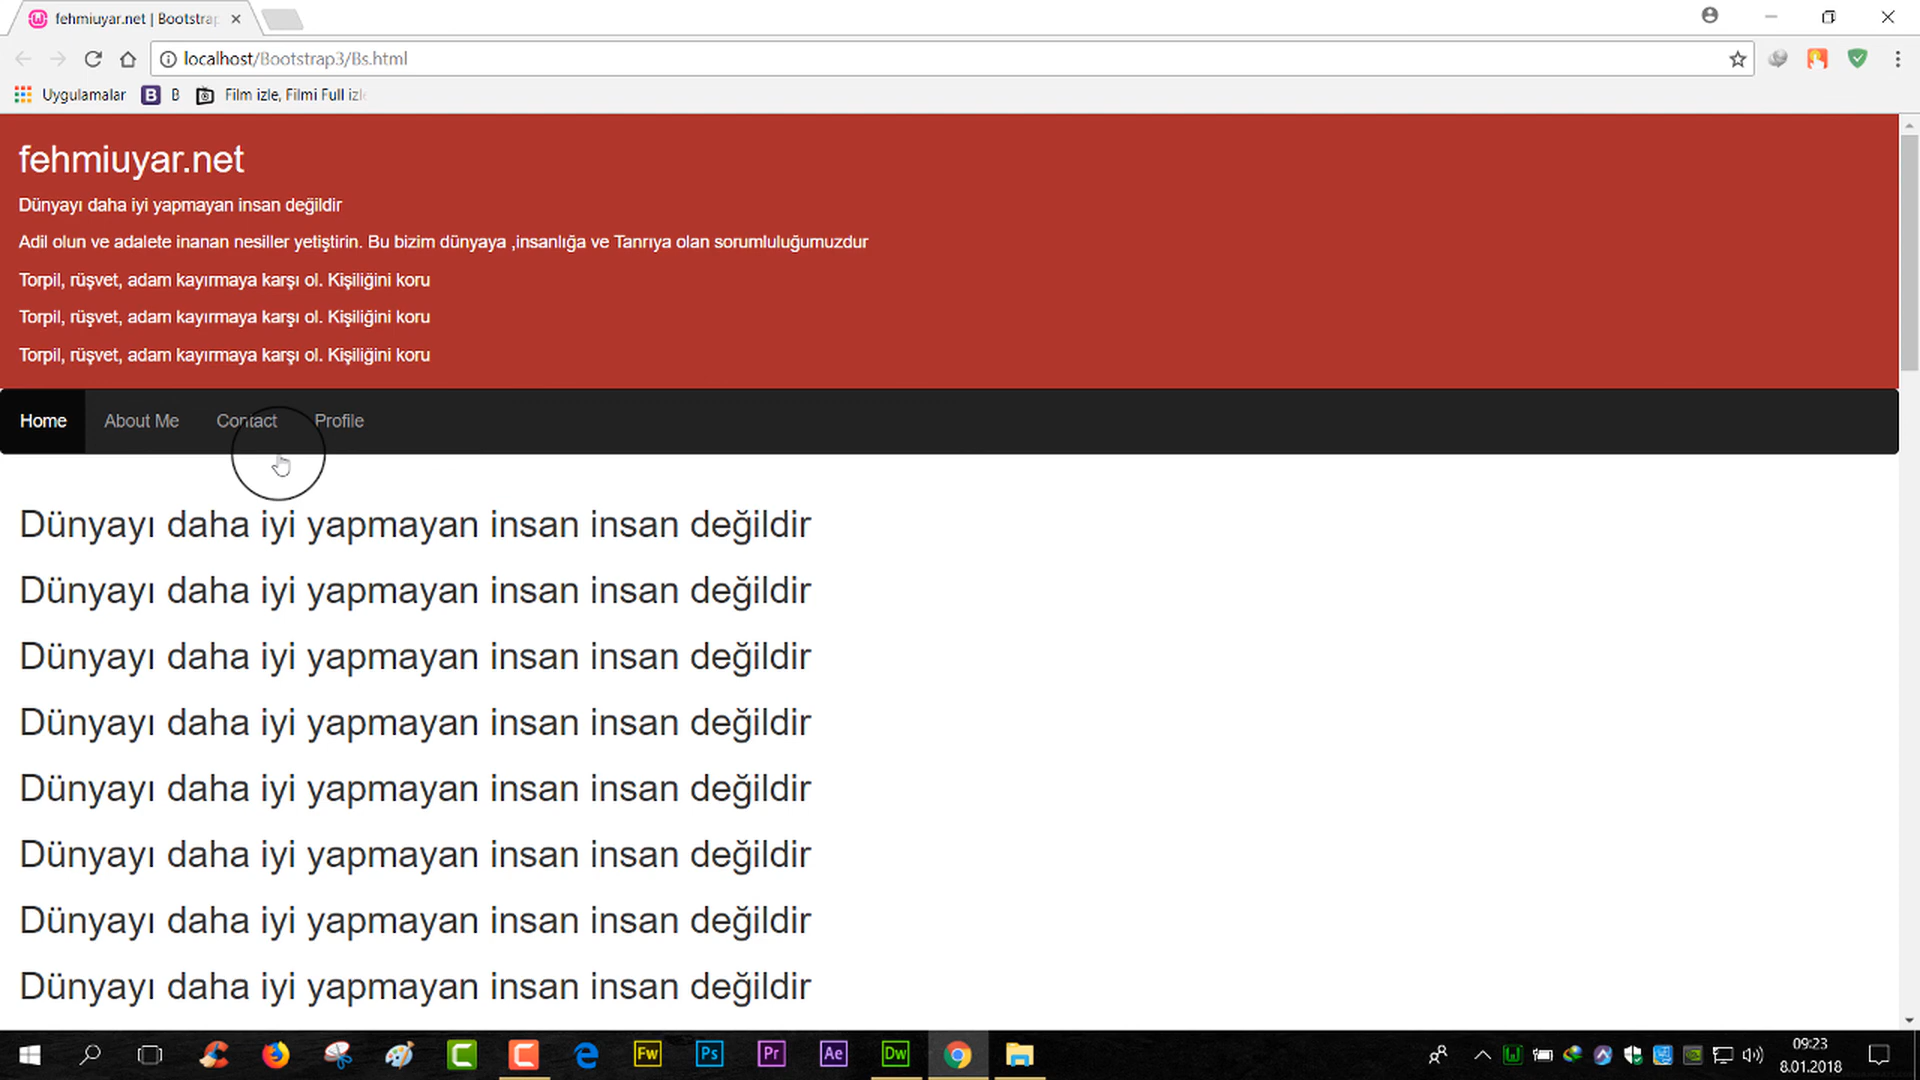 fehmiuyar.net | Bootstrap
localhost/Bootstrap3/Bs.html
Uygulamalar B B Film izle, Filmi Full izle
fehmiuyar.net
Dünyayı daha iyi yapmayan insan değildir
Adil olun ve adalete inanan nesiller yetiştirin. Bu bizim dünyaya ,insanlığa ve Tanrıya olan sorumluluğumuzdur
Torpil, rüşvet, adam kayırmaya karşı ol. Kişiliğini koru
Torpil, rüşvet, adam kayırmaya karşı ol. Kişiliğini koru
Torpil, rüşvet, adam kayırmaya karşı ol. Kişiliğini koru
Home About Me Contact Profile
Dünyayı daha iyi yapmayan insan insan değildir
Dünyayı daha iyi yapmayan insan insan değildir
Dünyayı daha iyi yapmayan insan insan değildir
Dünyayı daha iyi yapmayan insan insan değildir
Dünyayı daha iyi yapmayan insan insan değildir
Dünyayı daha iyi yapmayan insan insan değildir
Dünyayı daha iyi yapmayan insan insan değildir
Dünyayı daha iyi yapmayan insan insan değildir
Fw Ps Pr Ae Dw
09:23
8.01.2018